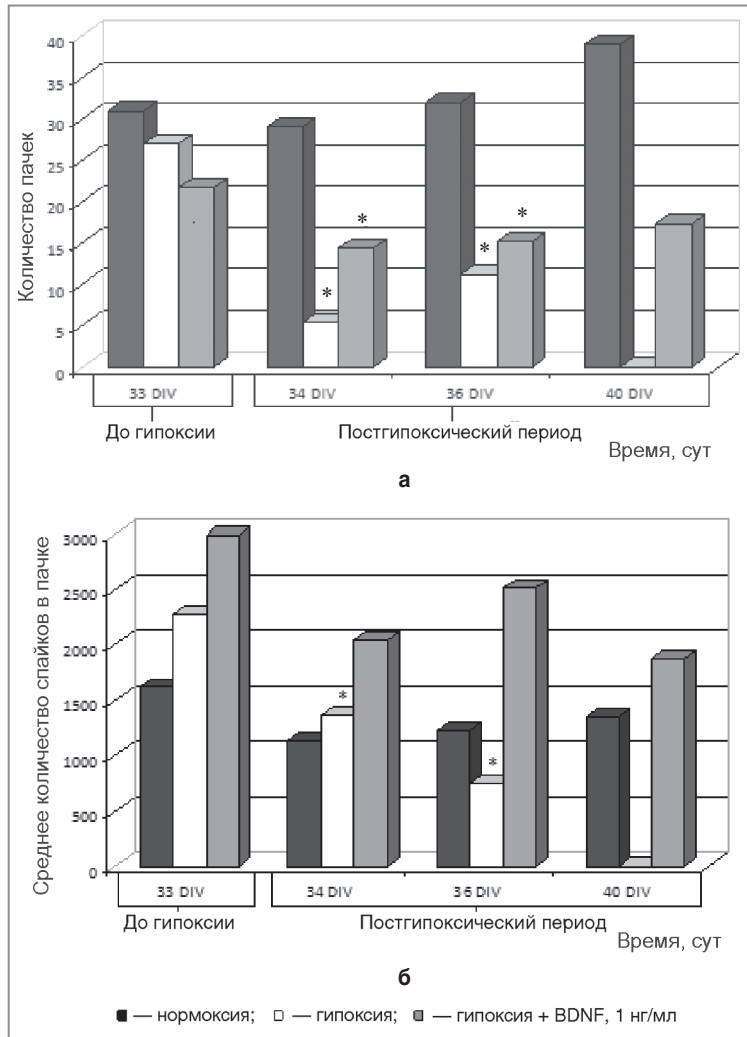 Количество пачек
40
35
30
25
20
15
10
5
0
* * * *
33 DIV 34 DIV 36 DIV 40 DIV
До гипоксии Постгипоксический период
Время, сут
а
Среднее количество спайков в пачке
3000
2500
2000
1500
1000
500
0
* *
33 DIV 34 DIV 36 DIV 40 DIV
До гипоксии Постгипоксический период
Время, сут
б
— нормоксия; — гипоксия; — гипоксия + BDNF, 1 нг/мл